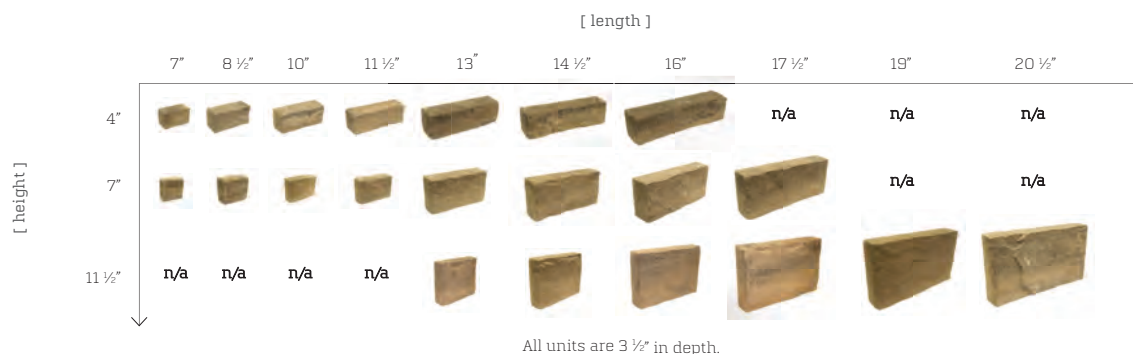 [ length ]
7” 8 ½” 10” 11 ½” 13” 14 ½” 16” 17 ½” 19” 20 ½”
4” n/a n/a n/a
[ height ]
7” n/a n/a
11 ½” n/a n/a n/a n/a
All units are 3 ½” in depth.